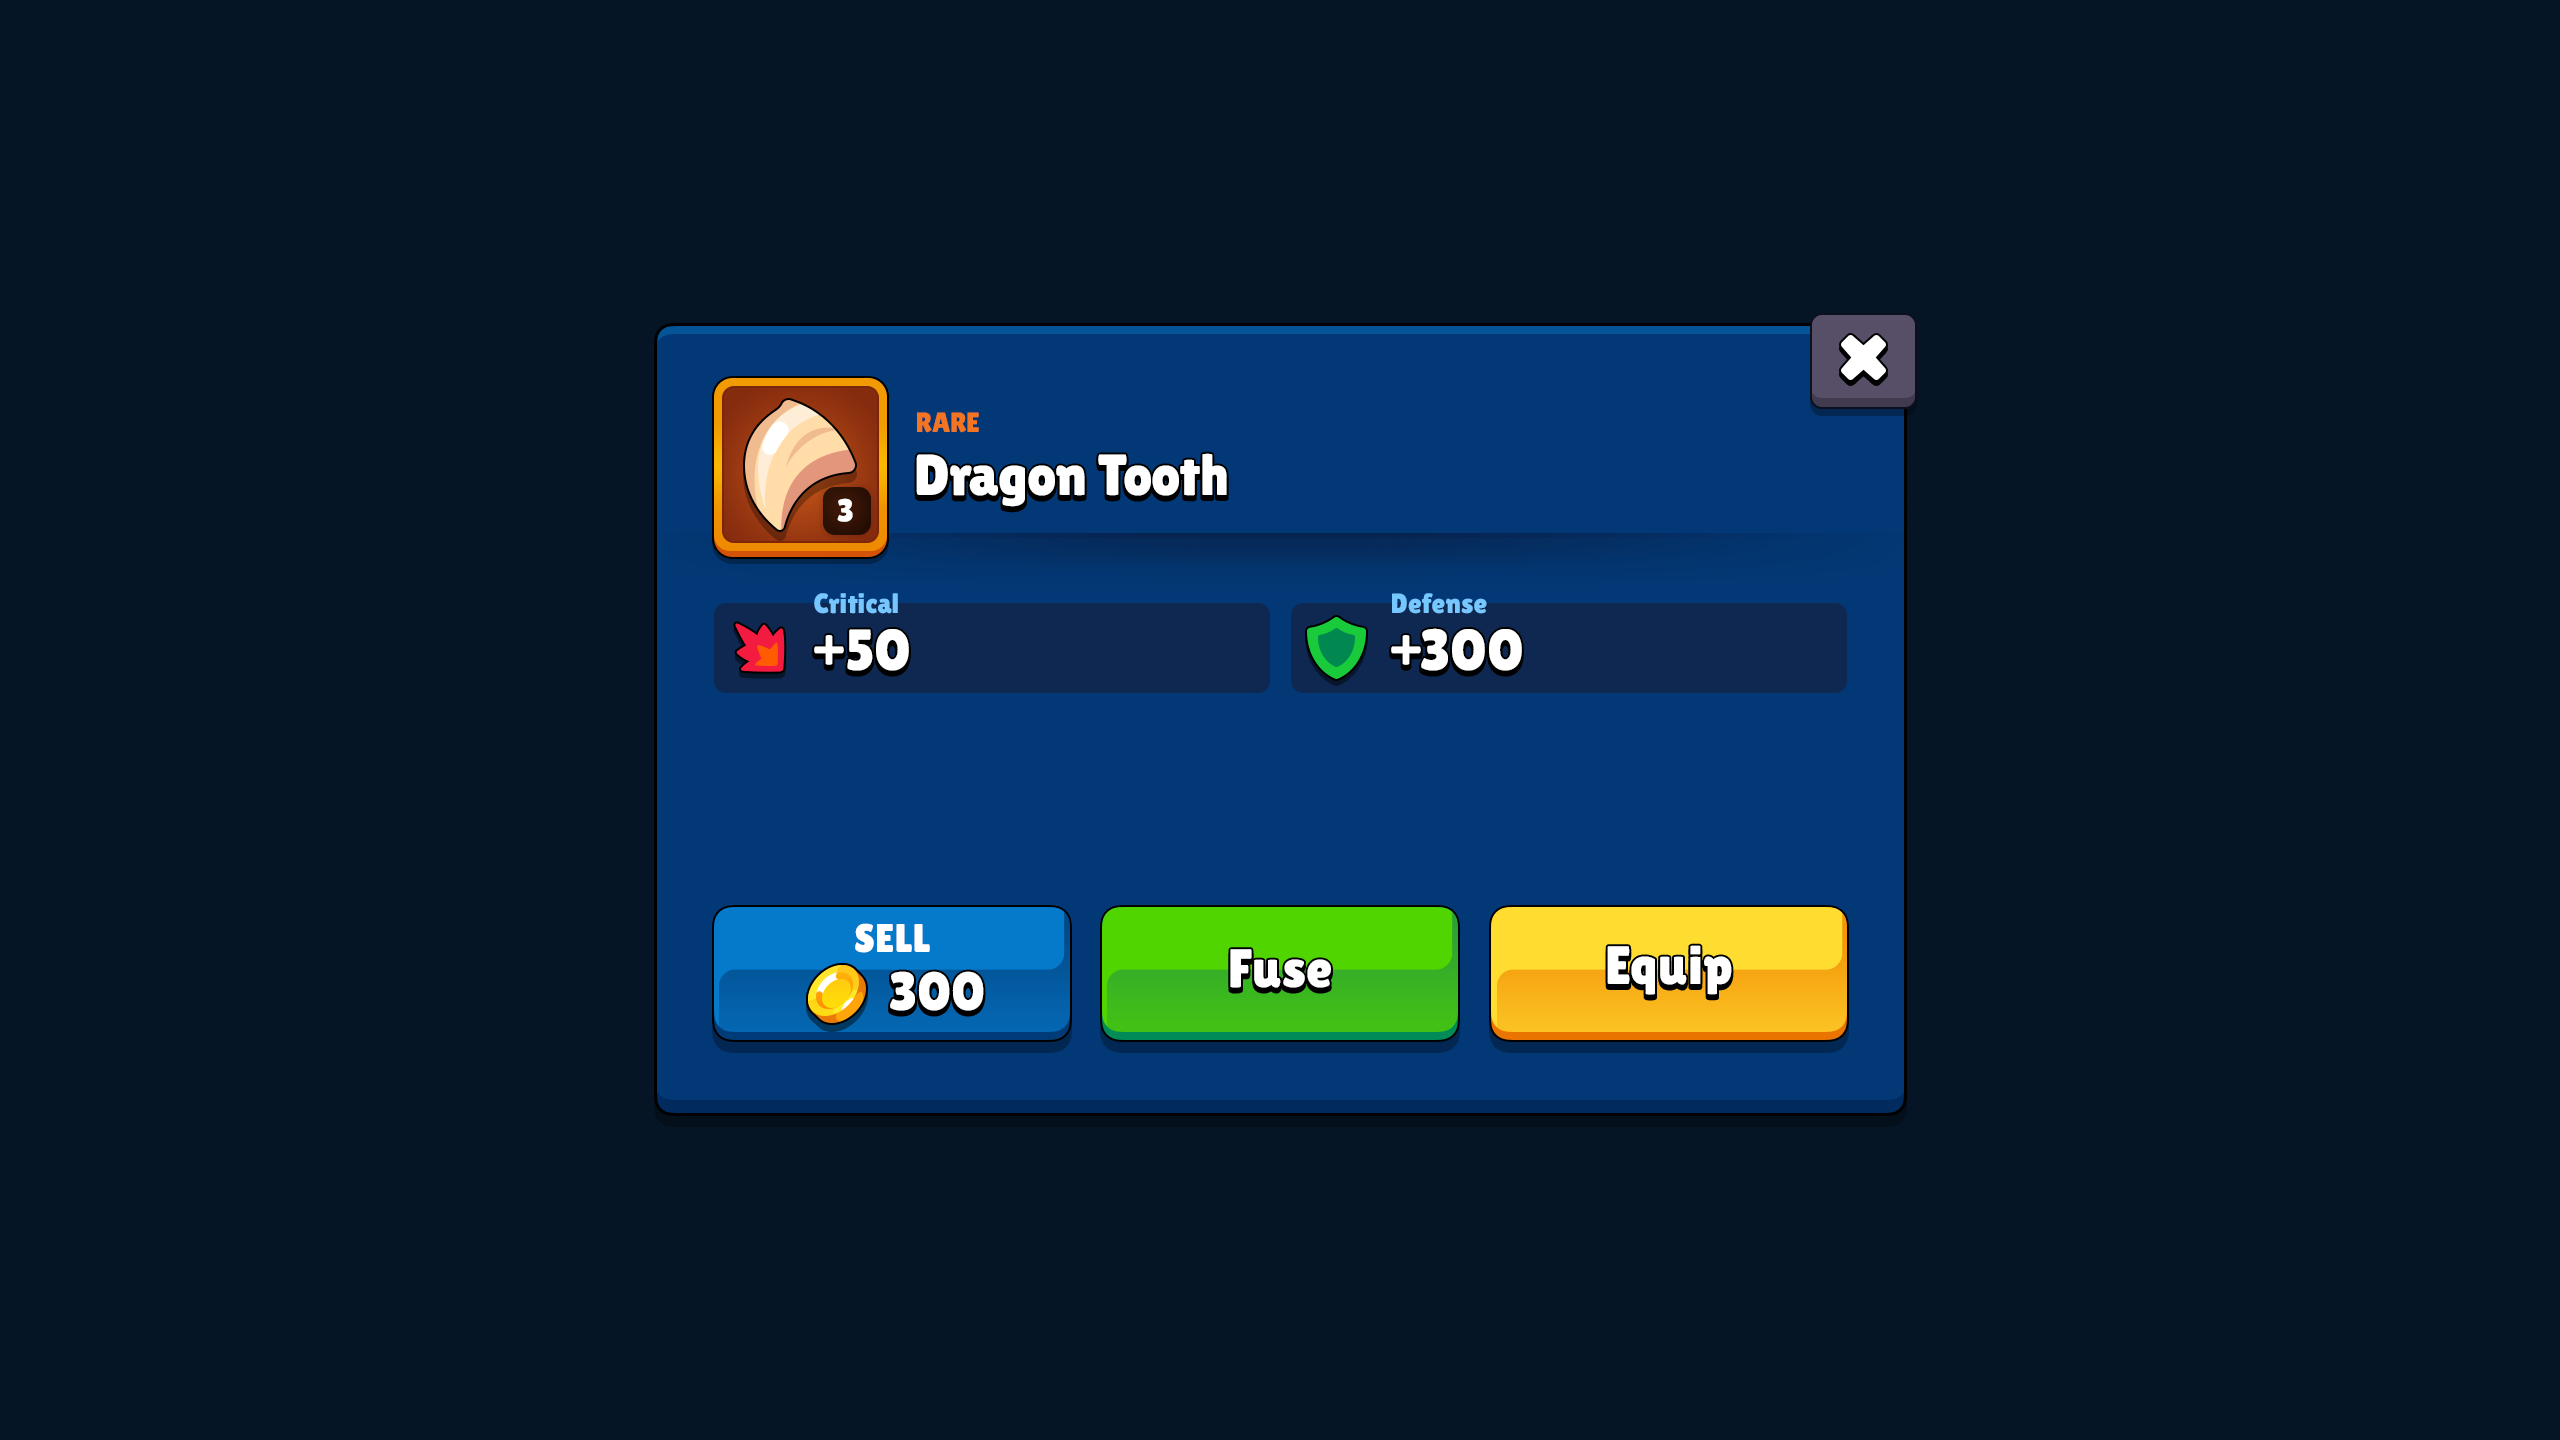 RARE
Dragon Tooth
3
Critical
+50
Defense
+300
SELL
300
Fuse
Equip